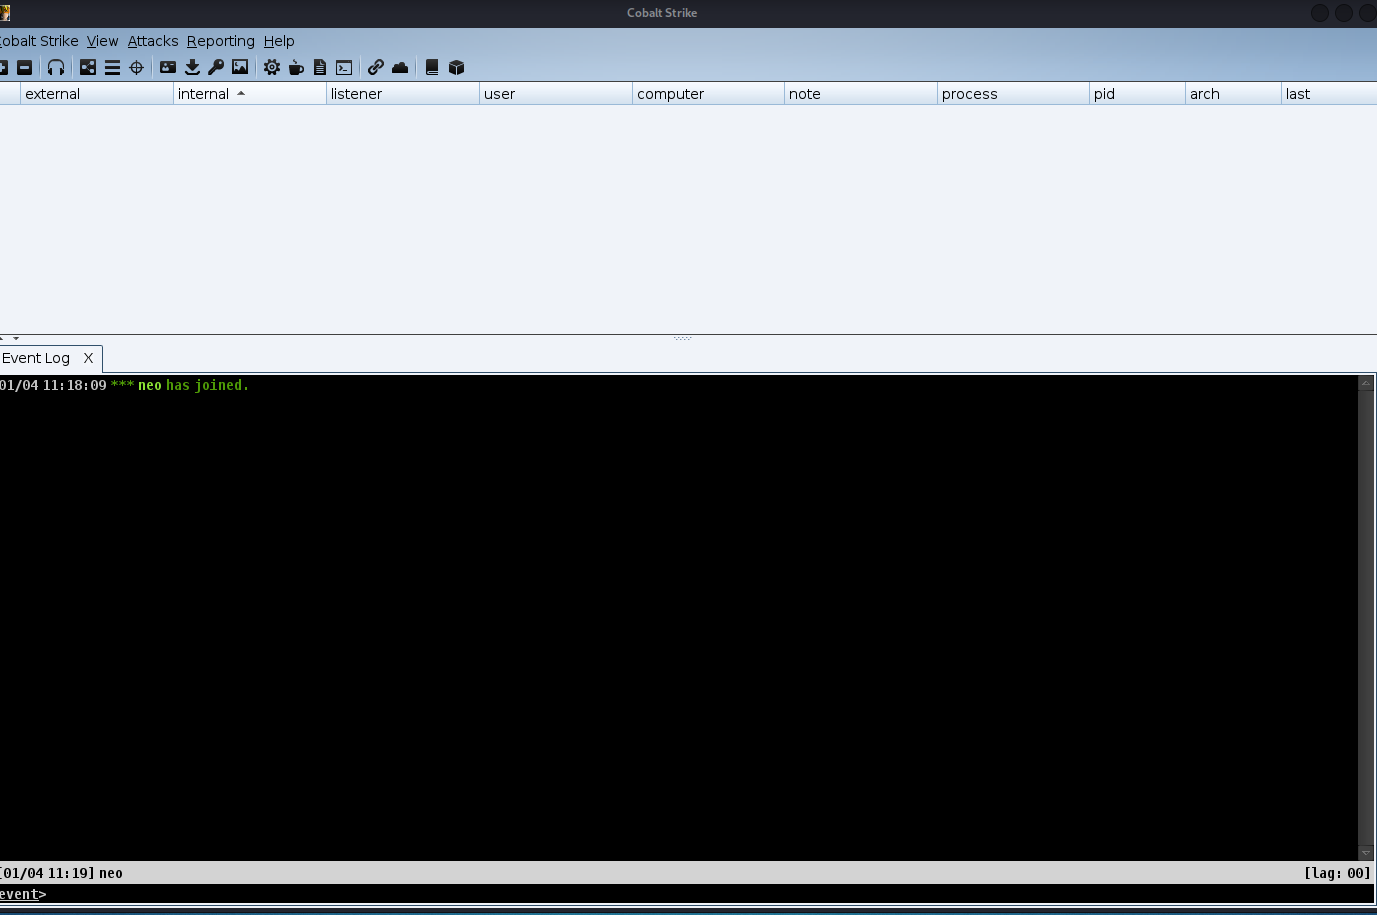 Cobalt Strike
Cobalt Strike View Attacks Reporting Help
external internal listener user computer note process pid arch last
Event Log X
01/04 11:18:09 *** neo has joined.
[01/04 11:19] neo [lag: 00]
event>